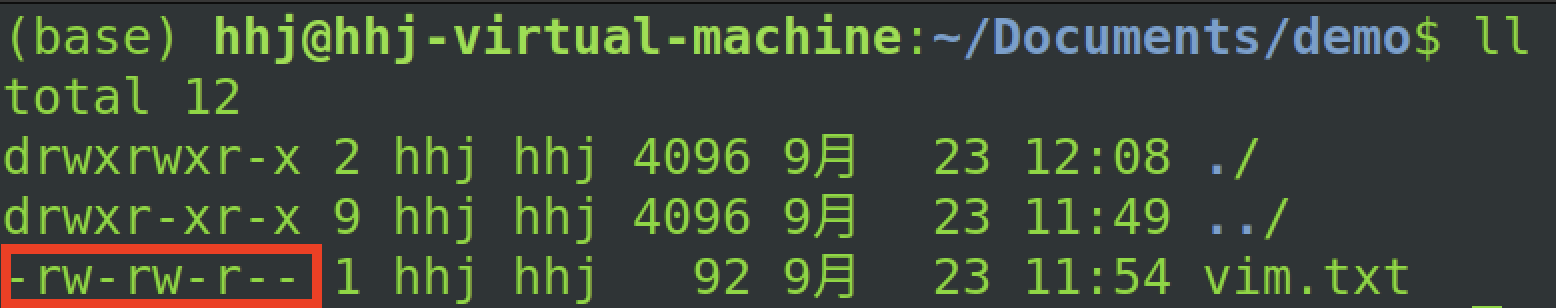 (base) hhj@hhj-virtual-machine:~/Documents/demo$ ll
total 12
drwxrwxr-x 2 hhj hhj 4096 9月  23 12:08 ./
drwxr-xr-x 9 hhj hhj 4096 9月  23 11:49 ../
-rw-rw-r-- 1 hhj hhj   92 9月  23 11:54 vim.txt